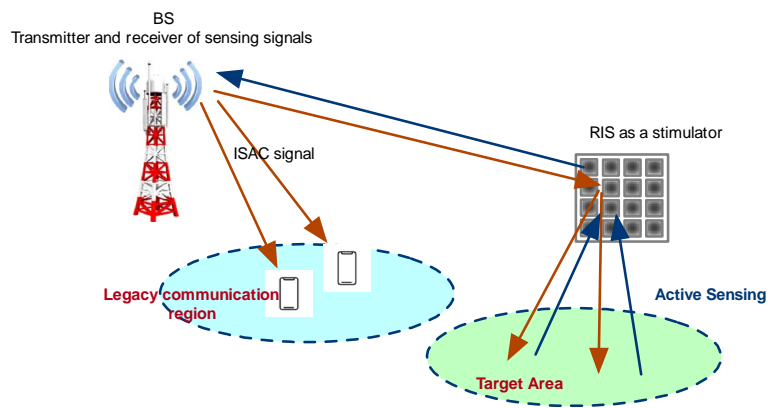 BS
Transmitter and receiver of sensing signals
RIS as a stimulator
ISAC signal
Legacy communication
region
Active Sensing
Target Area